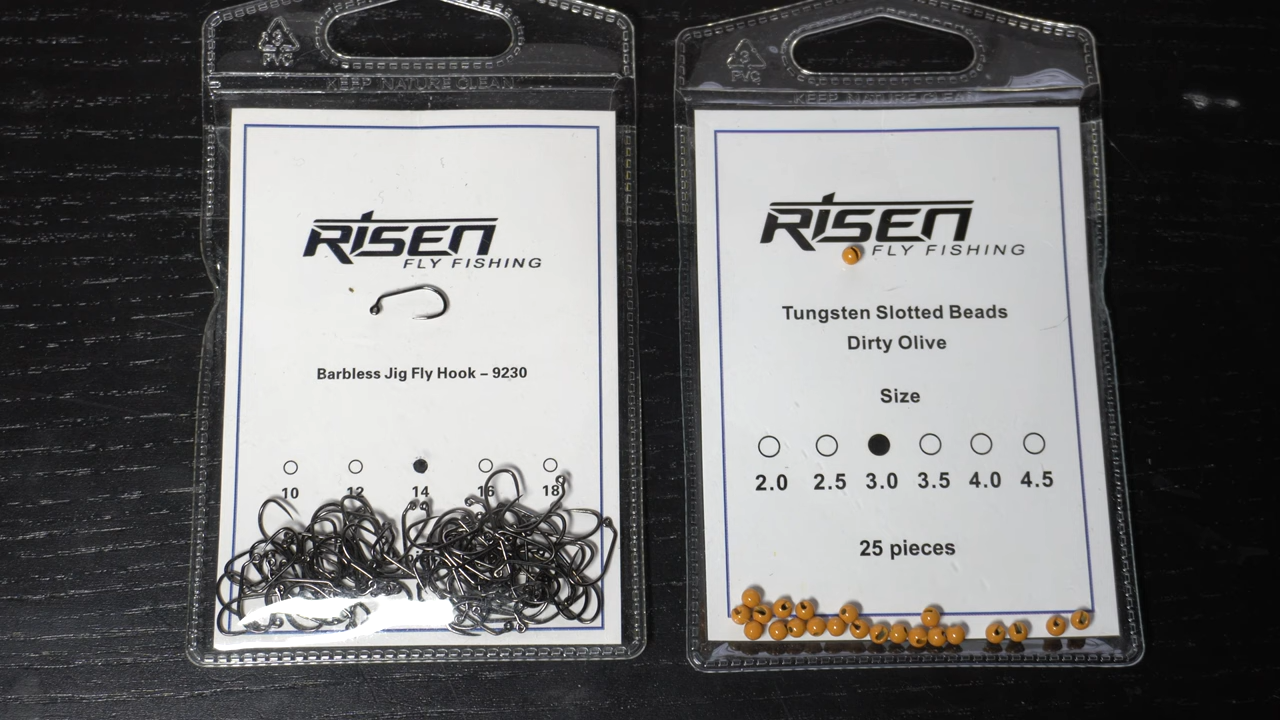 3
PVC
KEEP NATURE CLEAN
RISEN
FLY FISHING
Barbless Jig Fly Hook – 9230
10 12 14 16 18
3
PVC
KEEP NATURE CLEAN
RISEN
FLY FISHING
Tungsten Slotted Beads
Dirty Olive
Size
2.0 2.5 3.0 3.5 4.0 4.5
25 pieces